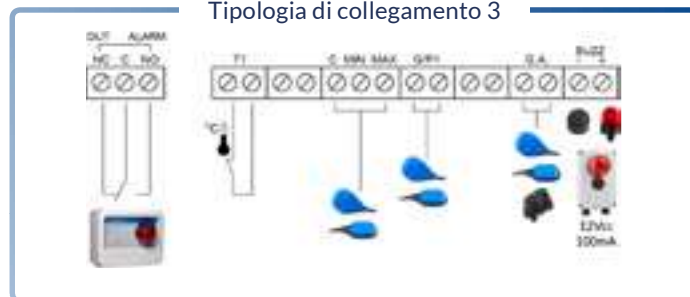 Tipologia di collegamento 3
OUT ALARM
BUZZ
NC C NO
T1
C MIN MAX G/P1
G.A.
°C
12Vcc
100mA